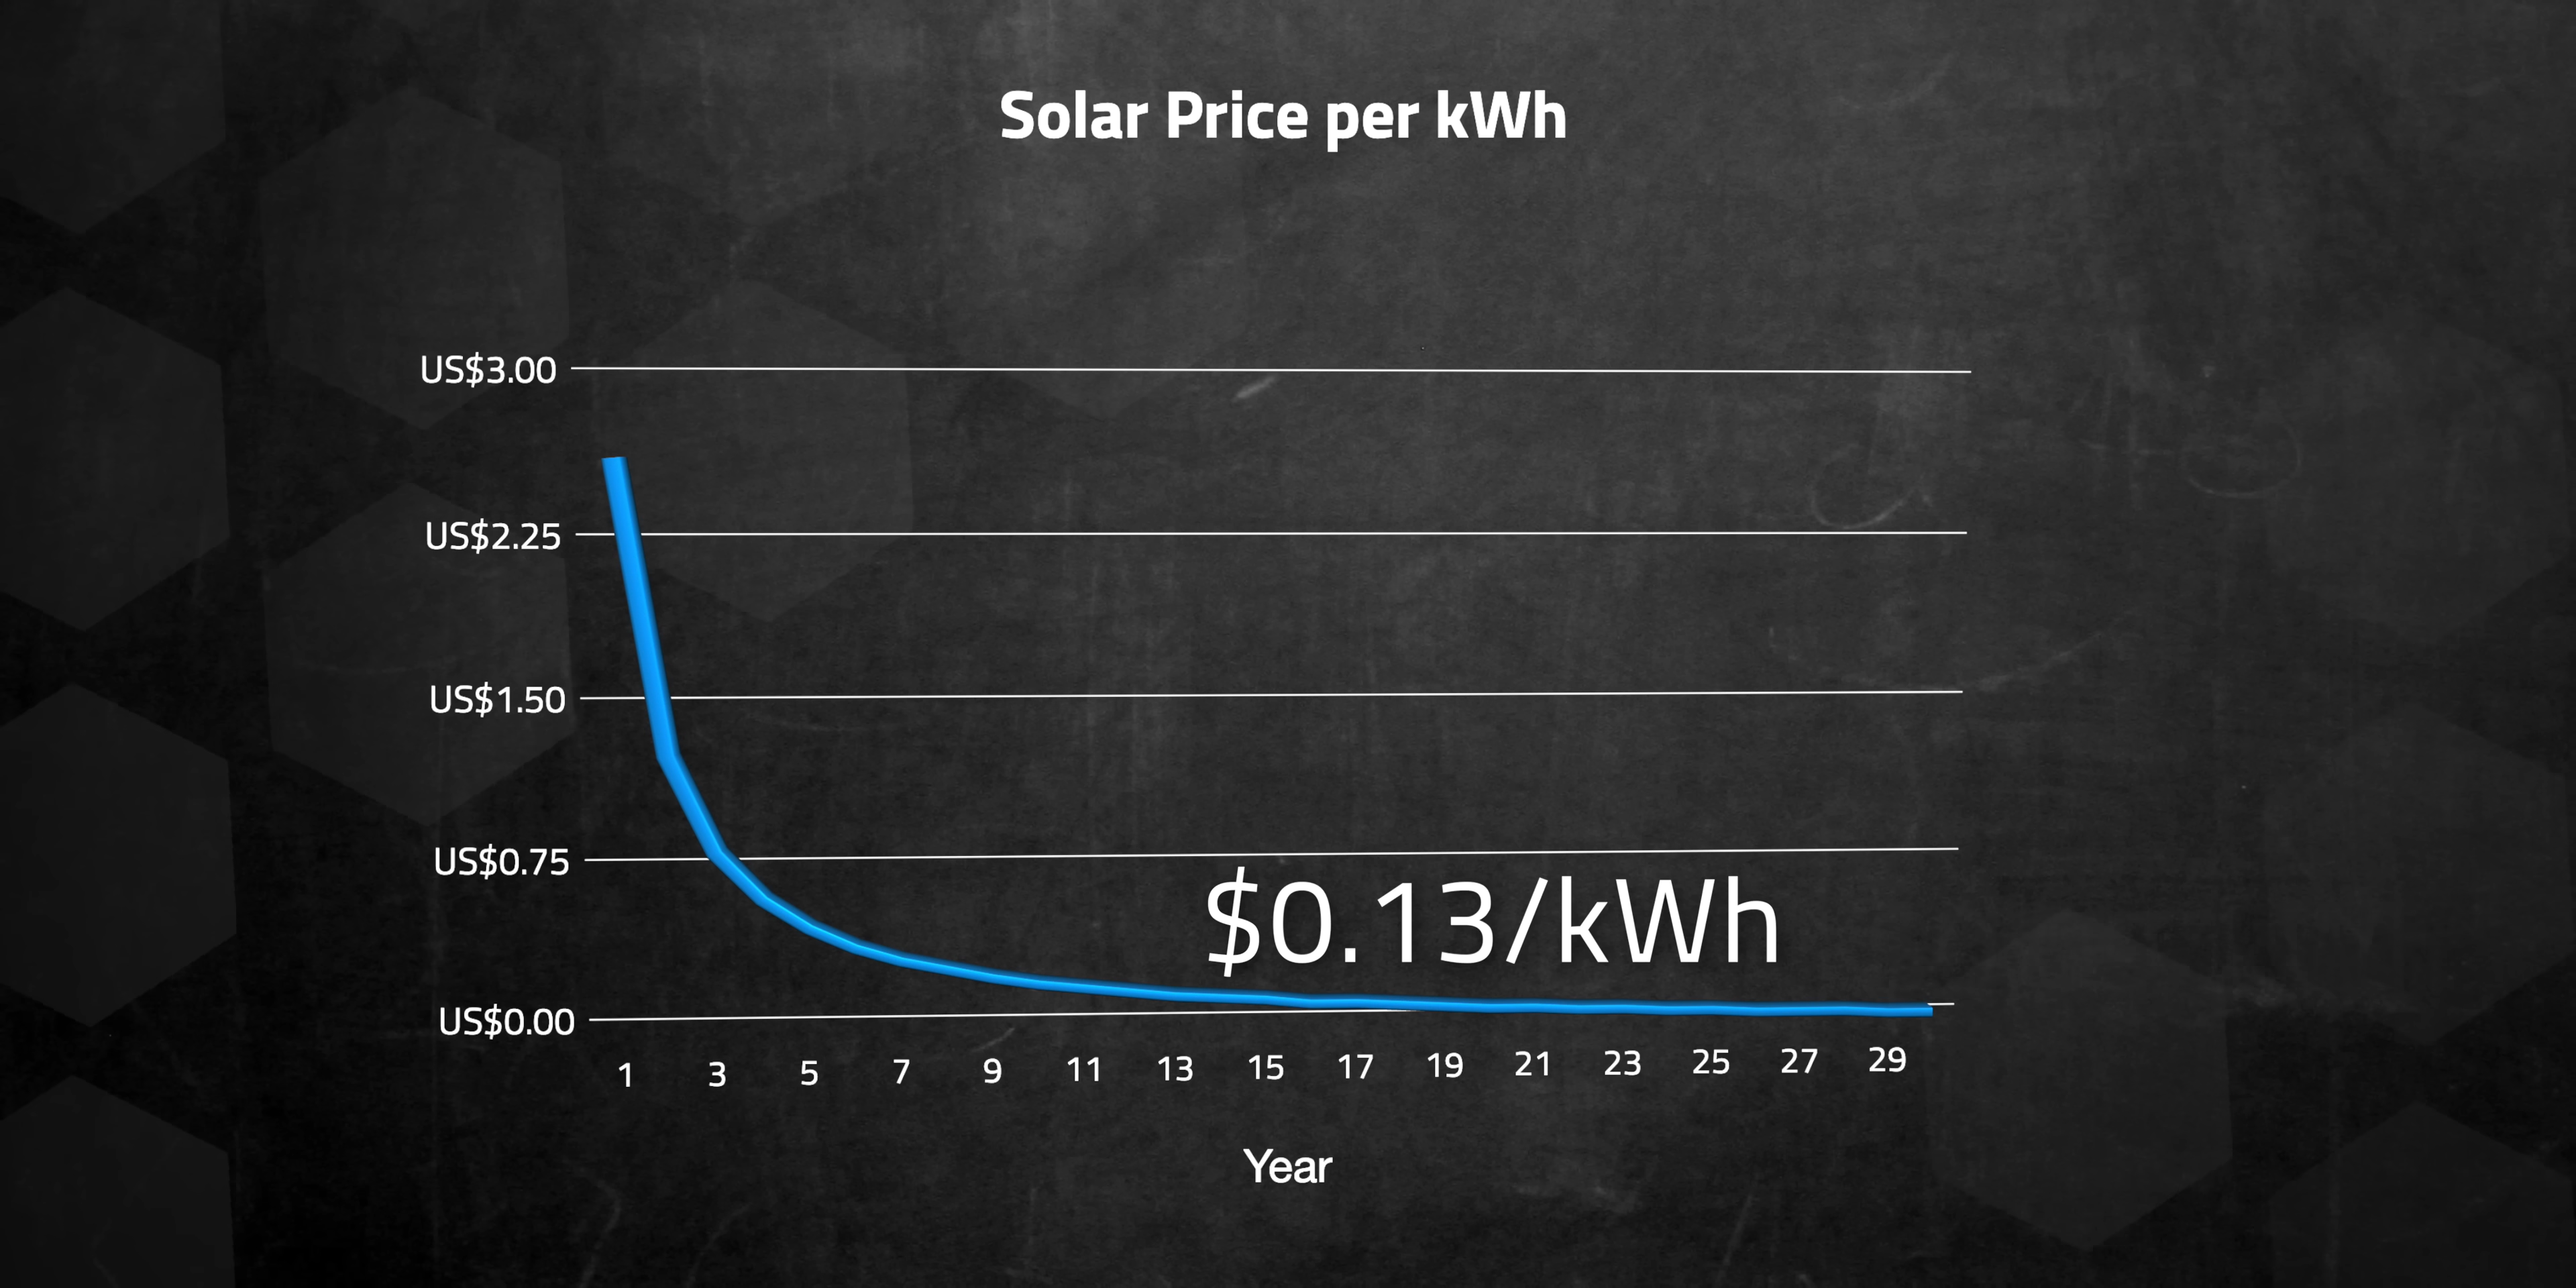 Solar Price per kWh
US$3.00
US$2.25
US$1.50
US$0.75
$0.13/kWh
US$0.00
1 3 5 7 9 11 13 15 17 19 21 23 25 27 29
Year